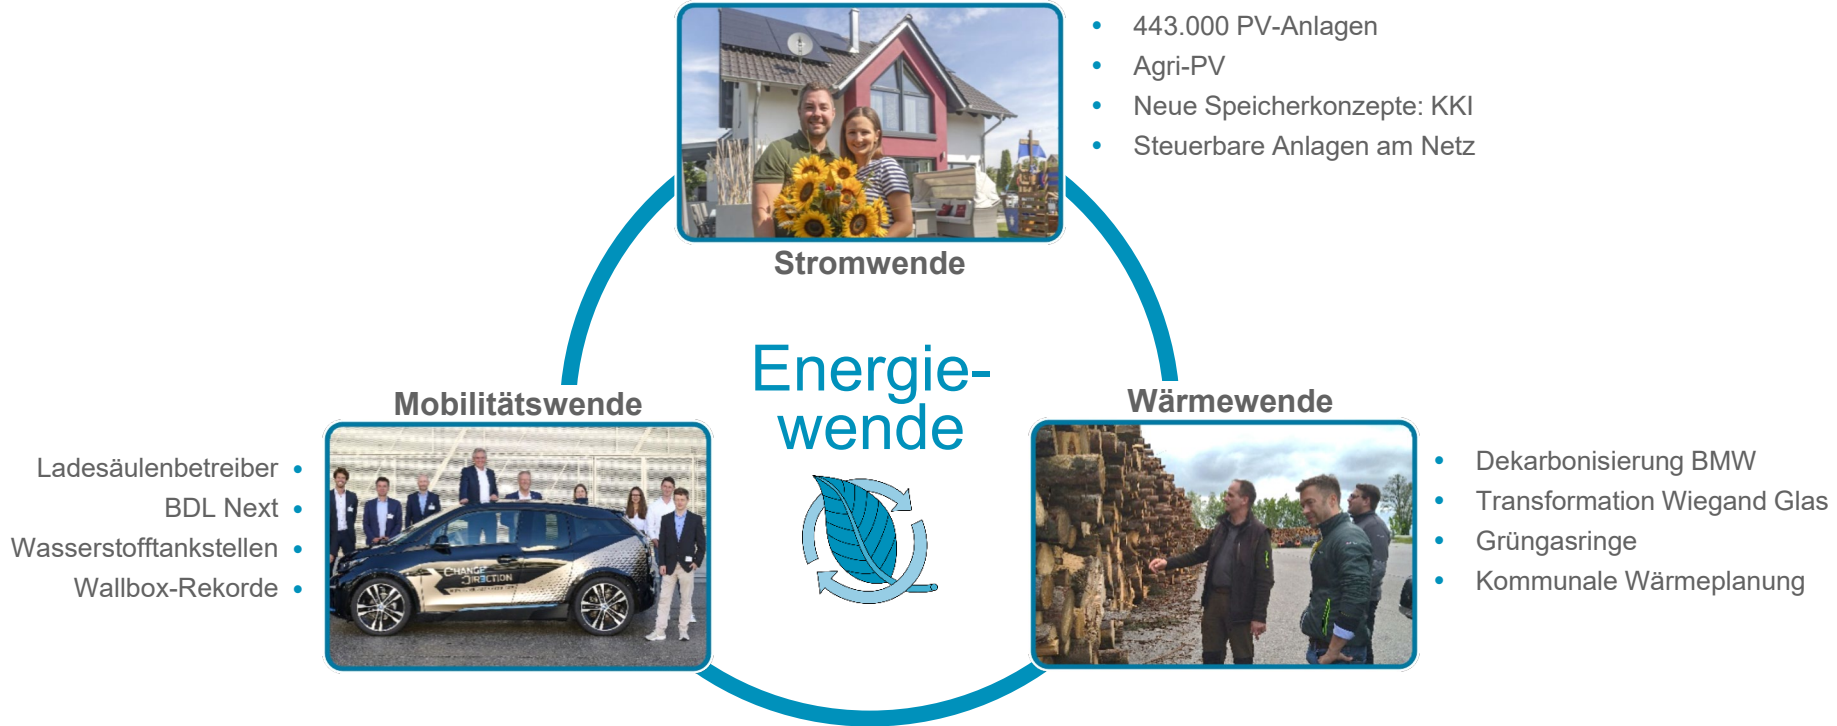 443.000 PV-Anlagen
Agri-PV
Neue Speicherkonzepte: KKI
Steuerbare Anlagen am Netz
Stromwende
Energie-
wende
Mobilitätswende
Ladesäulenbetreiber
BDL Next
Wasserstofftankstellen
Wallbox-Rekorde
CHANGE
DIRECTION
Wärmewende
Dekarbonisierung BMW
Transformation Wiegand Glas
Grüngasringe
Kommunale Wärmeplanung